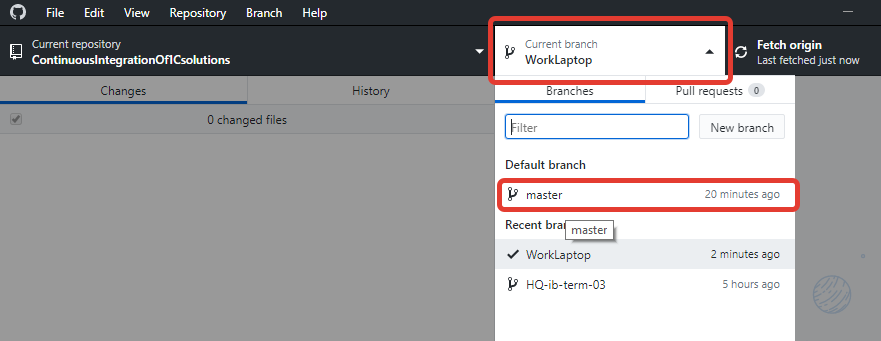 File Edit View Repository Branch Help
Current repository
ContinuousIntegrationOf1Csolutions
Current branch
WorkLaptop
Fetch origin
Last fetched just now
Changes
History
Branches
Pull requests 0
0 changed files
Filter
New branch
Default branch
master 20 minutes ago
Recent bran
master
WorkLaptop 2 minutes ago
HQ-ib-term-03 5 hours ago